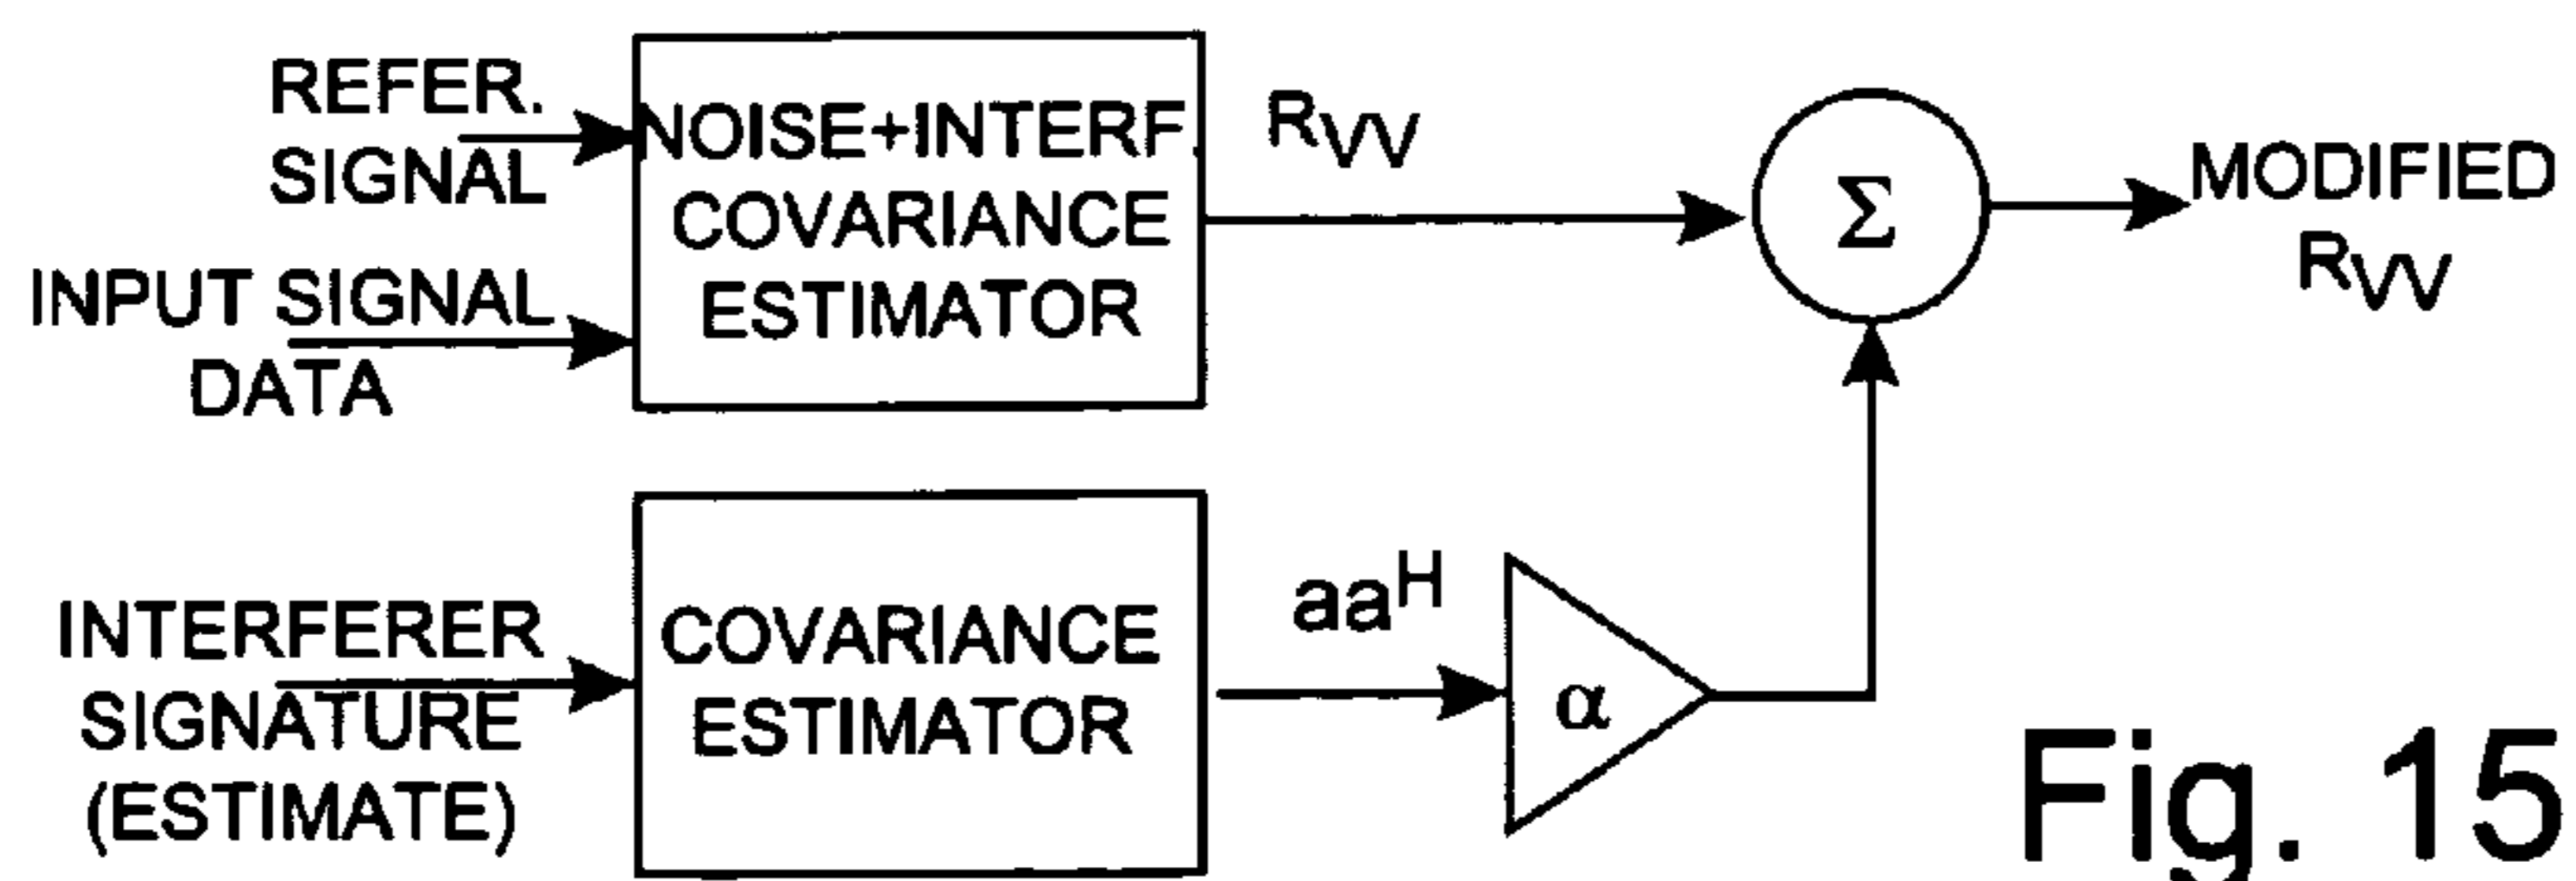 REFER.
SIGNAL
INPUT SIGNAL
DATA
NOISE+INTERF.
COVARIANCE
ESTIMATOR
RVV
Σ
MODIFIED
RVV
INTERFERER
SIGNATURE
(ESTIMATE)
COVARIANCE
ESTIMATOR
aaH
α
Fig. 15